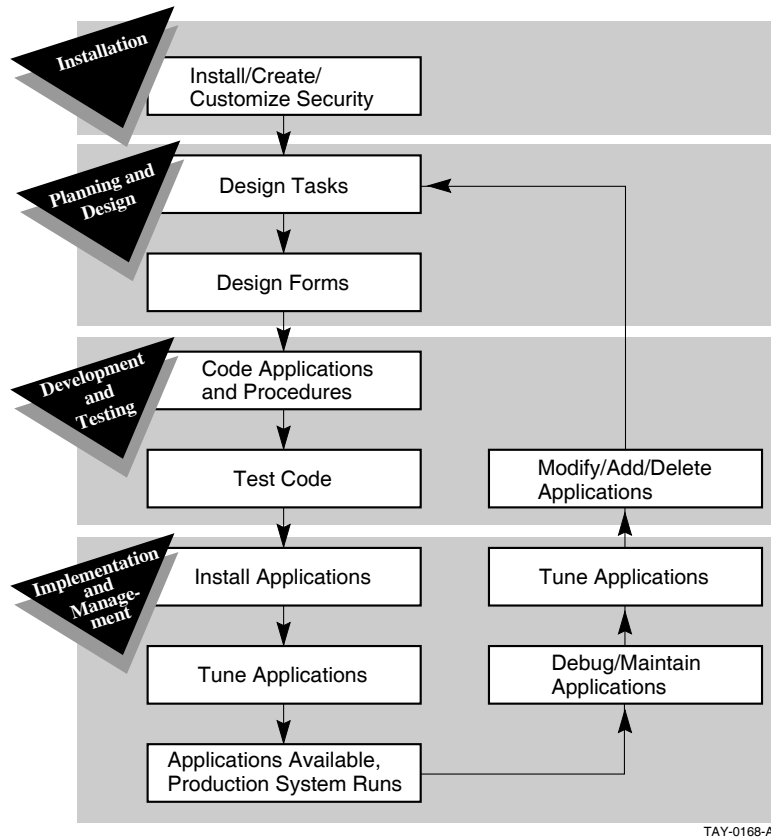 Installation
Install/Create/
Customize Security
Planning and
Design
Design Tasks
Design Forms
Development
and
Testing
Code Applications
and Procedures
Test Code
Modify/Add/Delete
Applications
Implementation
and
Manage-
ment
Install Applications
Tune Applications
Tune Applications
Debug/Maintain
Applications
Applications Available,
Production System Runs
TAY-0168-A